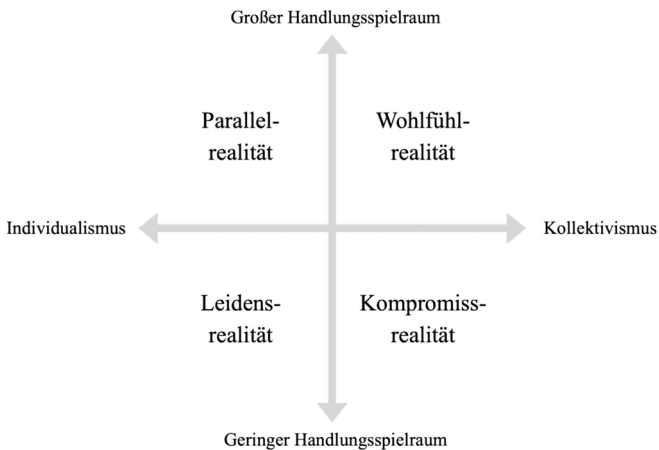 Großer Handlungsspielraum
Parallel-
realität
Wohlfühl-
realität
Individualismus
Kollektivismus
Leidens-
realität
Kompromiss-
realität
Geringer Handlungsspielraum